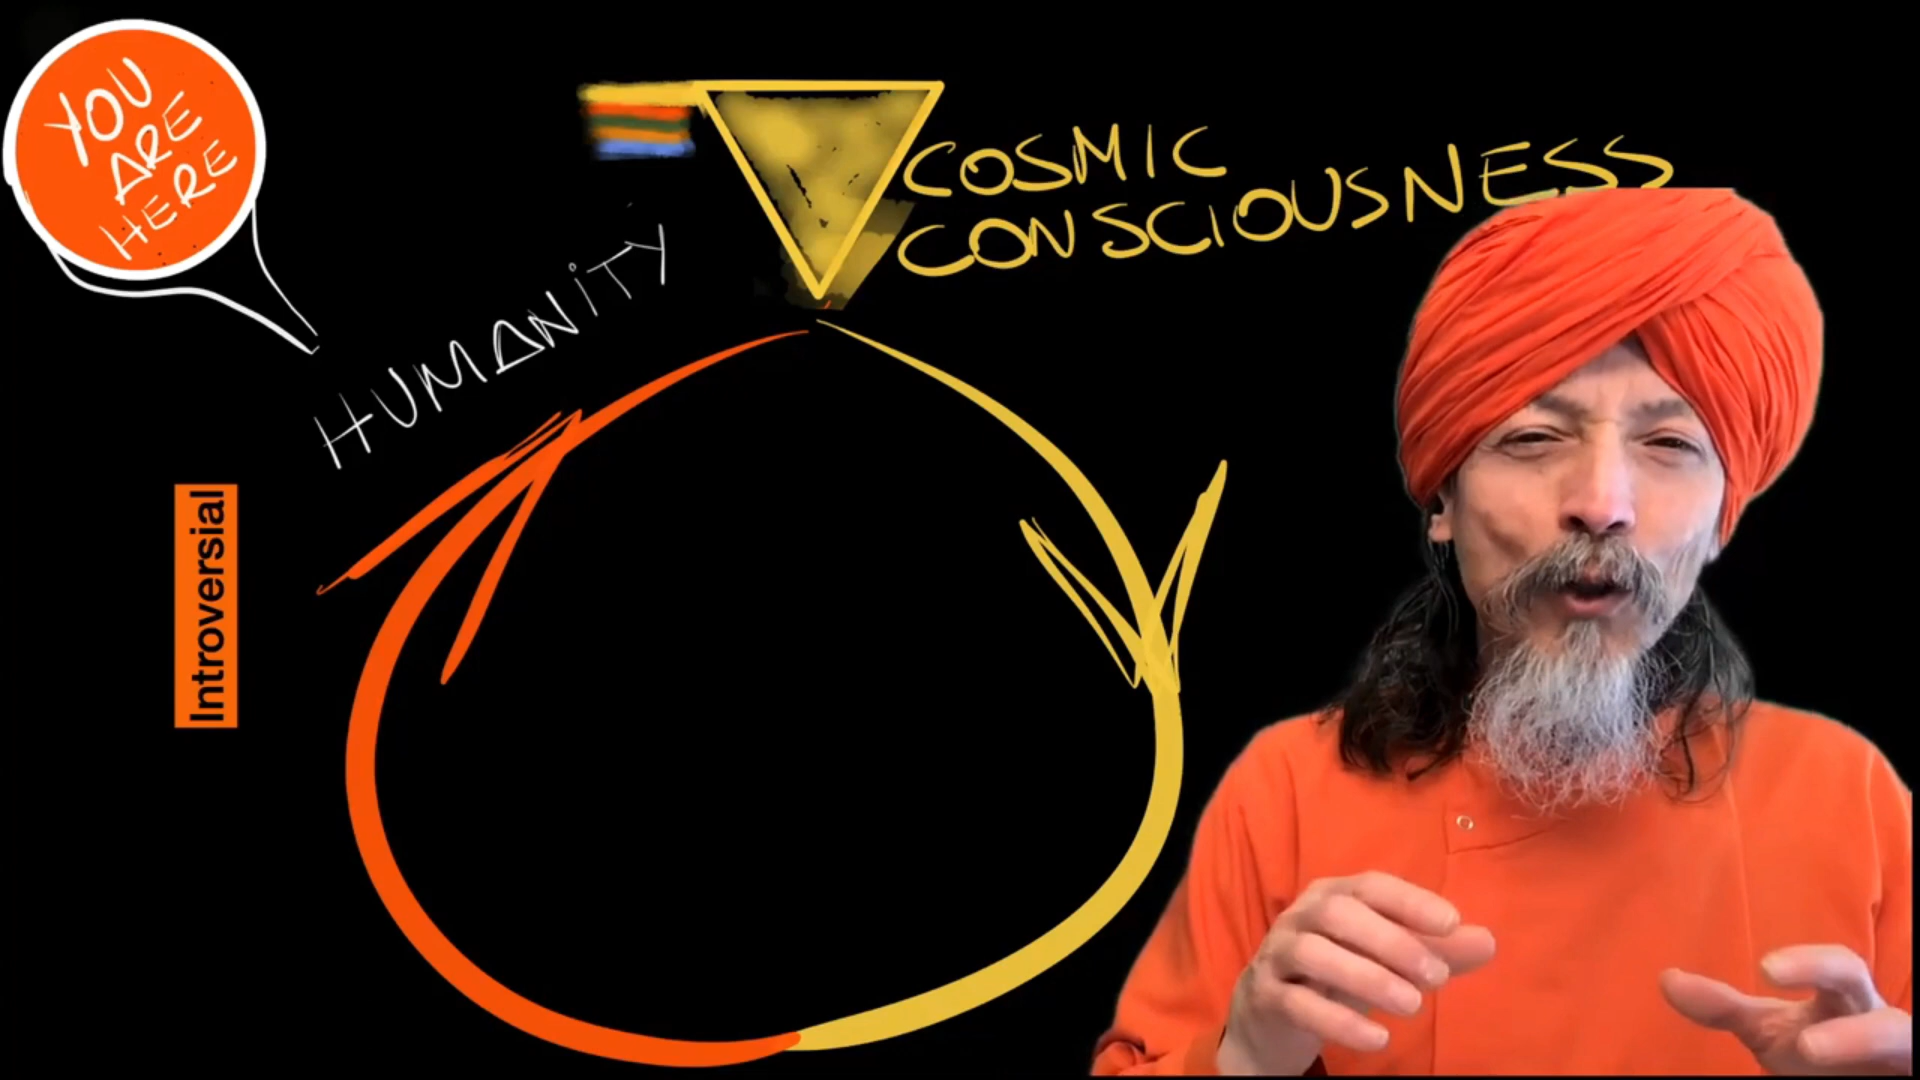 YOU
ARE
HERE
COSMIC
CONSCIOUSNESS
HUMANiTY
Introversial